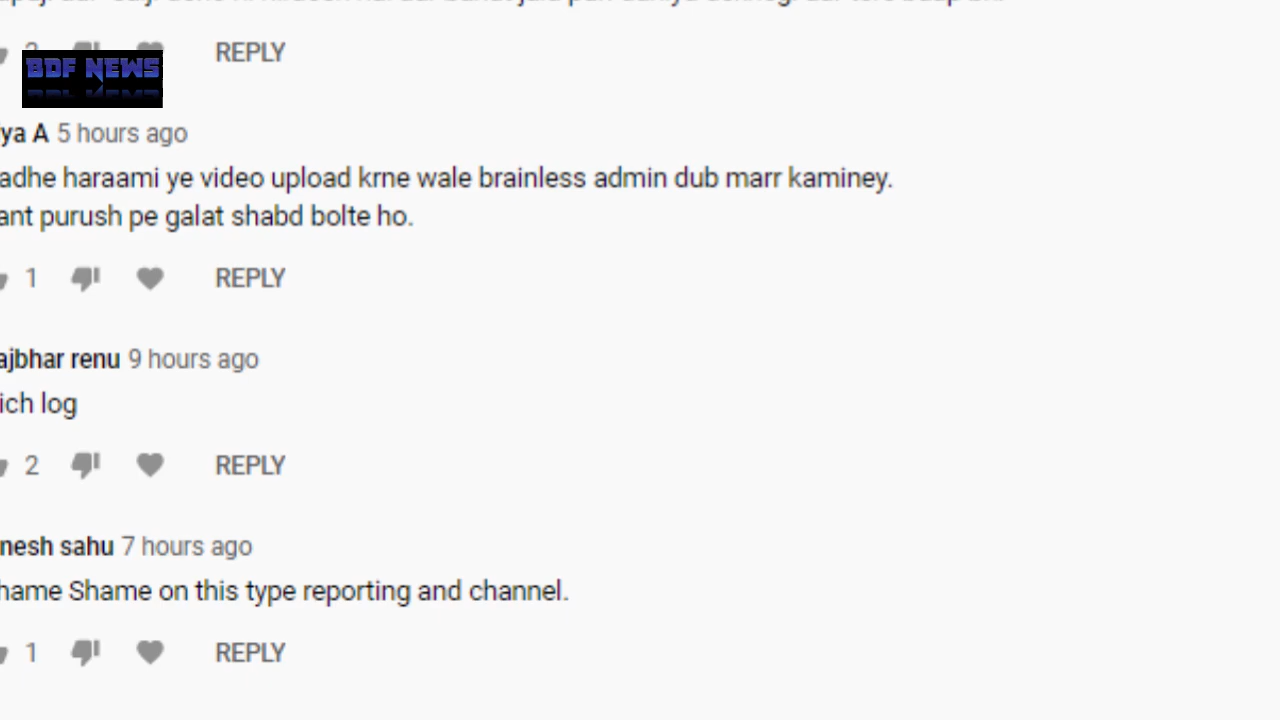 2 REPLY
BDF NEWS
ya A 5 hours ago
adhe haraami ye video upload krne wale brainless admin dub marr kaminey.
ant purush pe galat shabd bolte ho.
1 REPLY
ajbhar renu 9 hours ago
ich log
2 REPLY
nesh sahu 7 hours ago
hame Shame on this type reporting and channel.
1 REPLY